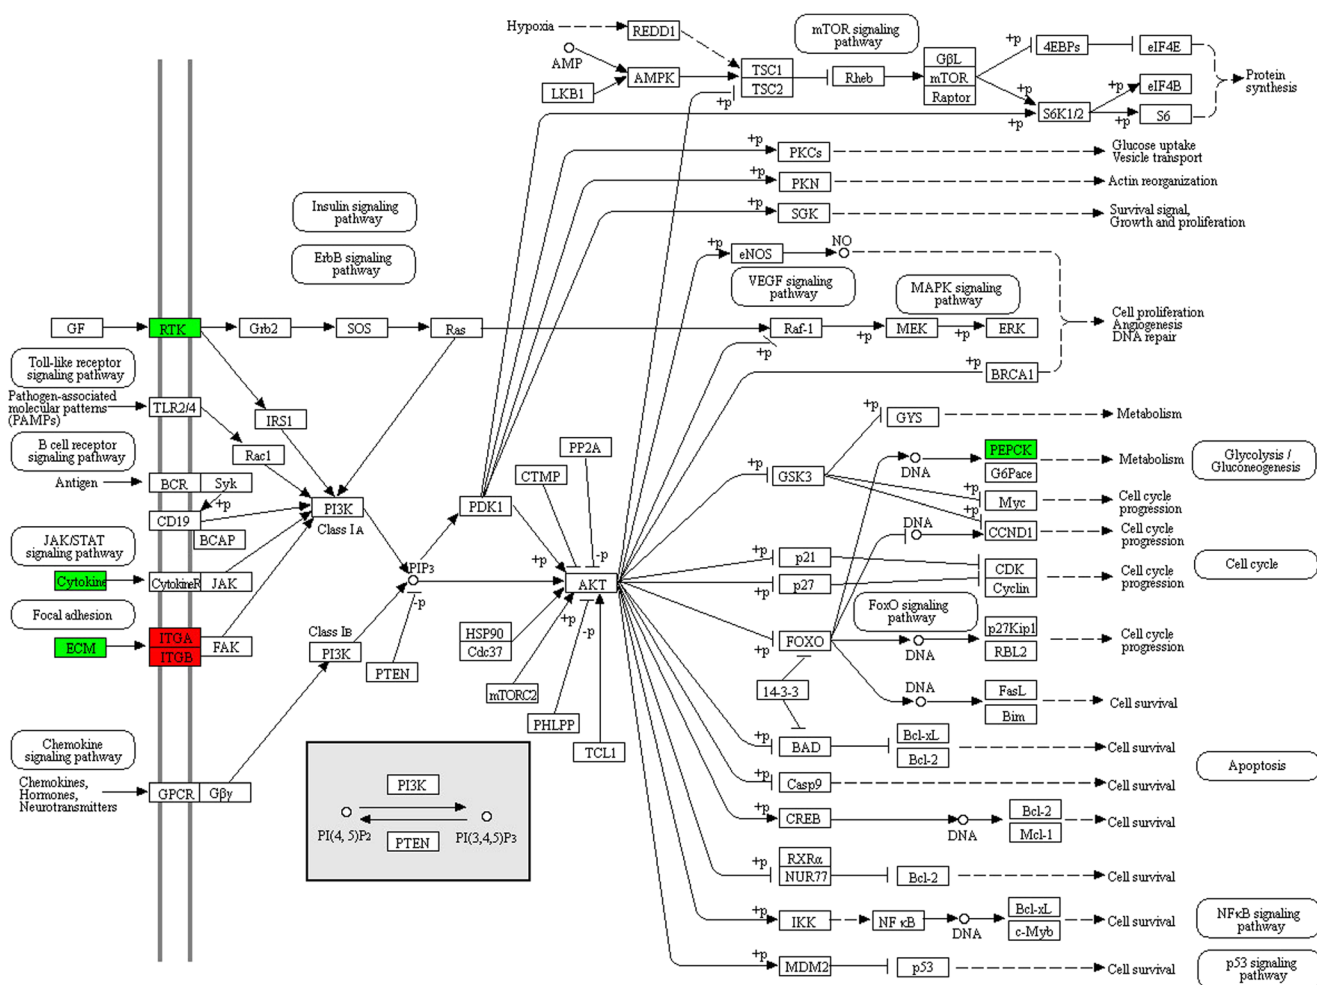 Hypoxia
REDD1
mTOR signaling
pathway
AMP
AMPK
LKB1
TSC1
TSC2
+p
Rheb
GβL
mTOR
Raptor
+p
4EBPs
eIF4E
+p
S6K1/2
+p
+p
eIF4B
+p
S6
Protein
synthesis
+p
PKCs
Glucose uptake
Vesicle transport
+p
PKN
Actin reorganization
+p
SGK
Survival signal,
Growth and proliferation
Insulin signaling
pathway
ErbB signaling
pathway
+p
eNOS
NO
VEGF signaling
pathway
MAPK signaling
pathway
GF
RTK
Grb2
SOS
Ras
Raf-1
+p
+p
MEK
+p
ERK
Cell proliferation
Angiogenesis
DNA repair
+p
BRCA1
Toll-like receptor
signaling pathway
Pathogen-associated
molecular patterns
(PAMPs)
TLR2/4
IRS1
Rac1
B cell receptor
signaling pathway
Antigen
BCR
Syk
+p
CD19
BCAP
PI3K
Class IA
PDK1
CTMP
PP2A
+p
-p
AKT
JAK/STAT
signaling pathway
Cytokine
CytokineR
JAK
PIP3
-p
Focal adhesion
ECM
ITGA
ITGB
FAK
Class IB
PI3K
PTEN
HSP90
Cdc37
+p
-p
mTORC2
PHLPP
TCL1
Chemokine
signaling pathway
Chemokines,
Hormones,
Neurotransmitters
GPCR
Gβγ
PI3K
PI(4, 5)P2
PI(3,4,5)P3
PTEN
+p
GYS
Metabolism
+p
GSK3
DNA
PEPCK
G6Pace
Metabolism
Glycolysis /
Gluconeogenesis
+p
Myc
Cell cycle
progression
+p
DNA
CCND1
Cell cycle
progression
+p
p21
+p
p27
CDK
Cyclin
Cell cycle
progression
Cell cycle
FoxO signaling
pathway
+p
FOXO
DNA
p27Kip1
RBL2
Cell cycle
progression
14-3-3
DNA
FasL
Bim
Cell survival
+p
BAD
Bcl-xL
Bcl-2
Cell survival
Apoptosis
+p
Casp9
Cell survival
+p
CREB
DNA
Bcl-2
Mcl-1
Cell survival
+p
RXRα
NUR77
Bcl-2
Cell survival
+p
IKK
NFκB
DNA
Bcl-xL
c-Myb
Cell survival
NFκB signaling
pathway
+p
MDM2
p53
Cell survival
p53 signaling
pathway